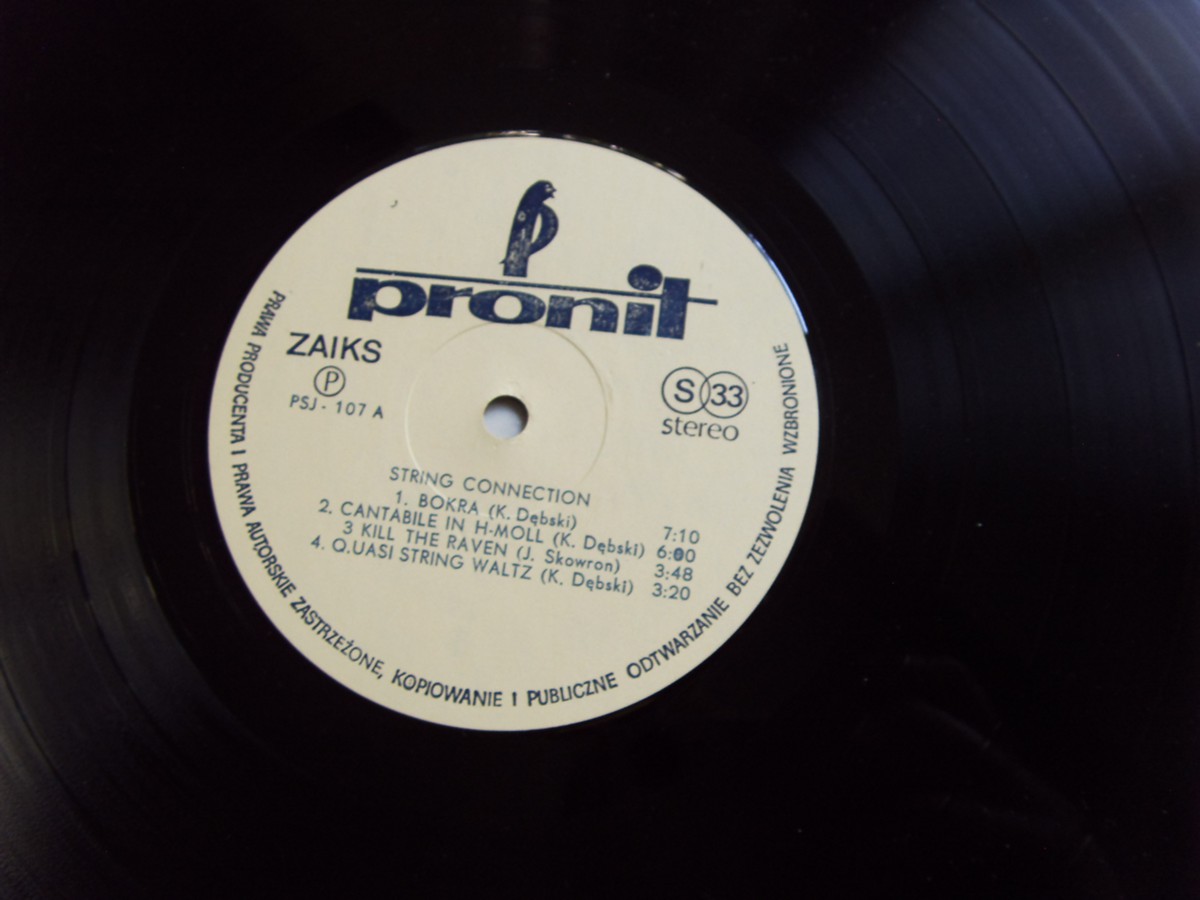 pronit
ZAIKS
P
PSJ - 107 A
S 33
stereo
STRING CONNECTION
1. BOKRA (K. Dębski) 7:10
2. CANTABILE IN H-MOLL (K. Dębski) 6:00
3 KILL THE RAVEN (J. Skowron) 3:48
4. Q.UASI STRING WALTZ (K. Dębski) 3:20
PRAWA PRODUCENTA I PRAWA AUTORSKIE ZASTRZEŻONE, KOPIOWANIE I PUBLICZNE ODTWARZANIE BEZ ZEZWOLENIA WZBRONIONE